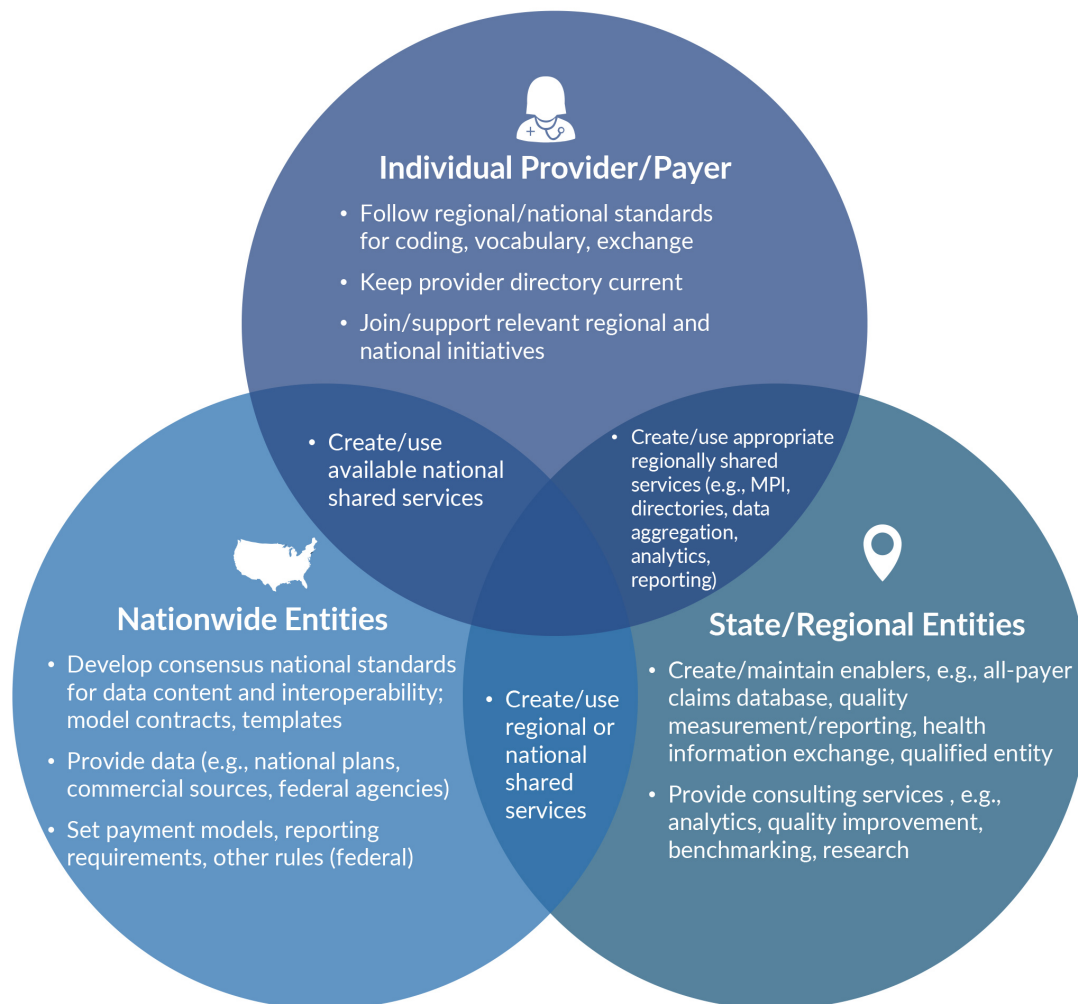 Individual Provider/Payer
• Follow regional/national standards
for coding, vocabulary, exchange
• Keep provider directory current
• Join/support relevant regional and
national initiatives
• Create/use
available national
shared services
• Create/use appropriate
regionally shared
services (e.g., MPI,
directories, data
aggregation,
analytics,
reporting)
Nationwide Entities
• Develop consensus national standards
for data content and interoperability;
model contracts, templates
• Provide data (e.g., national plans,
commercial sources, federal agencies)
• Set payment models, reporting
requirements, other rules (federal)
• Create/use
regional or
national
shared
services
State/Regional Entities
• Create/maintain enablers, e.g., all-payer
claims database, quality
measurement/reporting, health
information exchange, qualified entity
• Provide consulting services , e.g.,
analytics, quality improvement,
benchmarking, research